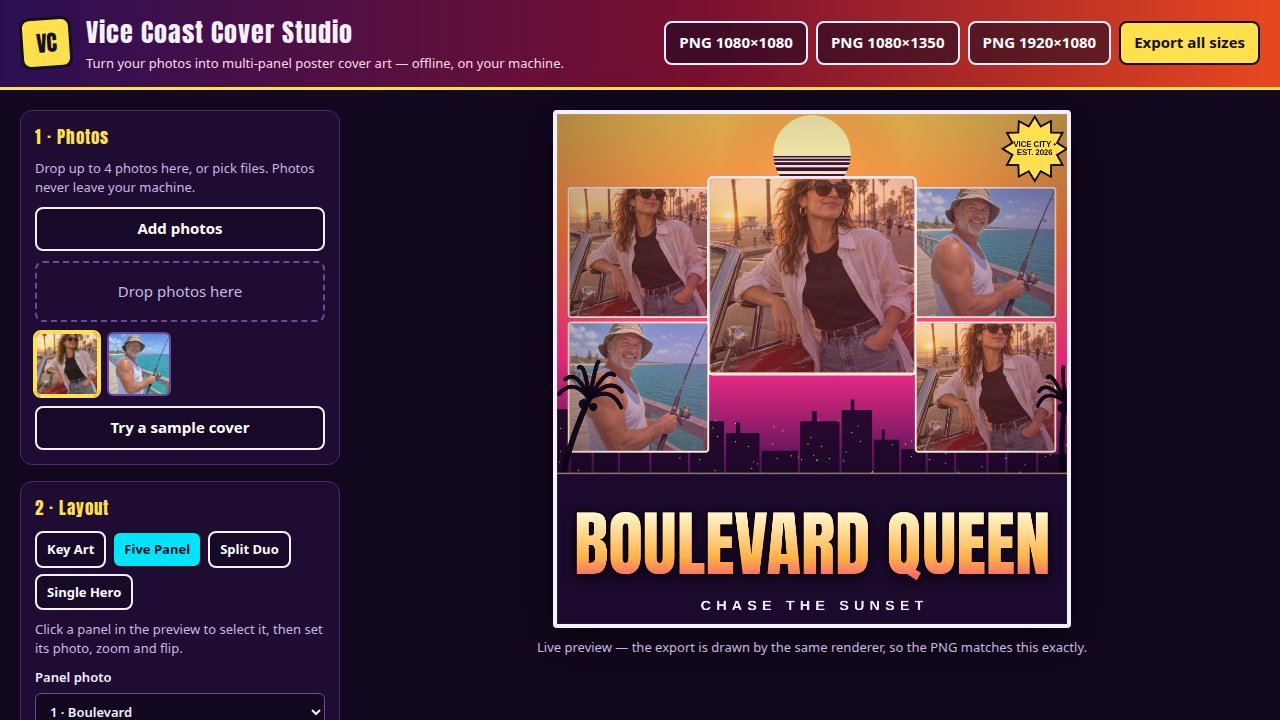 VC
Vice Coast Cover Studio
Turn your photos into multi-panel poster cover art — offline, on your machine.
PNG 1080×1080
PNG 1080×1350
PNG 1920×1080
Export all sizes
1 · Photos
Drop up to 4 photos here, or pick files. Photos
never leave your machine.
Add photos
Drop photos here
Try a sample cover
2 · Layout
Key Art
Five Panel
Split Duo
Single Hero
Click a panel in the preview to select it, then set
its photo, zoom and flip.
Panel photo
1 · Boulevard
VICE CITY •
EST. 2026
BOULEVARD QUEEN
CHASE THE SUNSET
Live preview — the export is drawn by the same renderer, so the PNG matches this exactly.